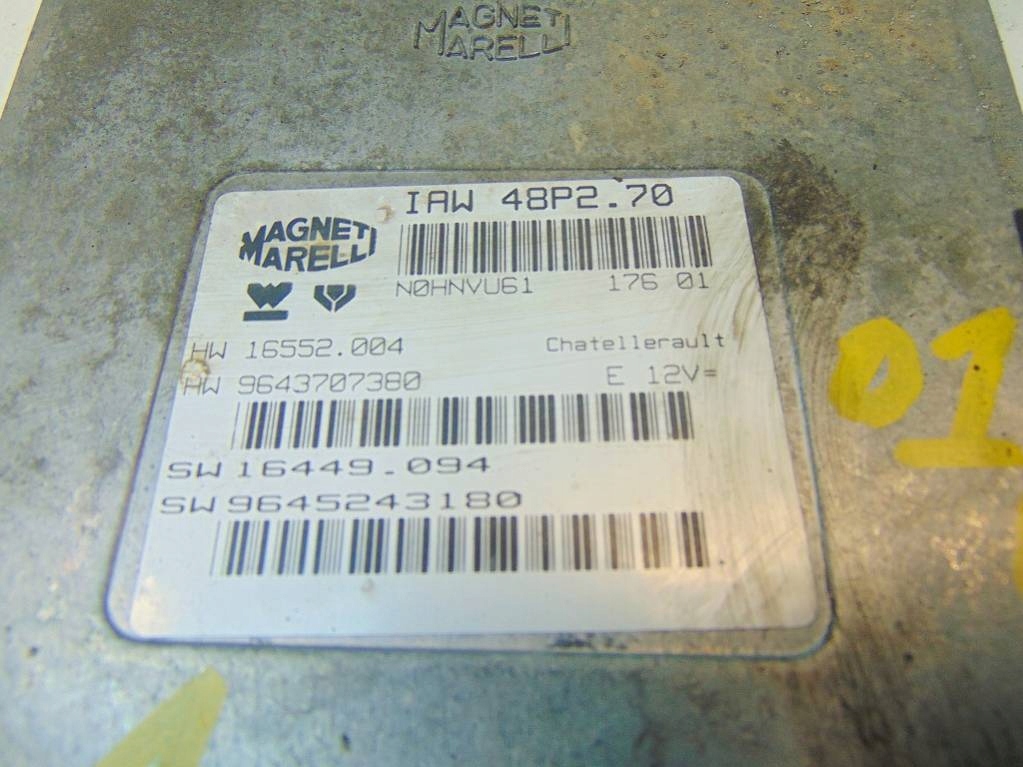 MAGNETI
MARELLI
IAW 48P2.70
MAGNETI
MARELLI
N0HNVU61 176 01
HW 16552.004 Chatellerault
HW 9643707380 E 12V=
SW 16449.094
SW 9645243180
01